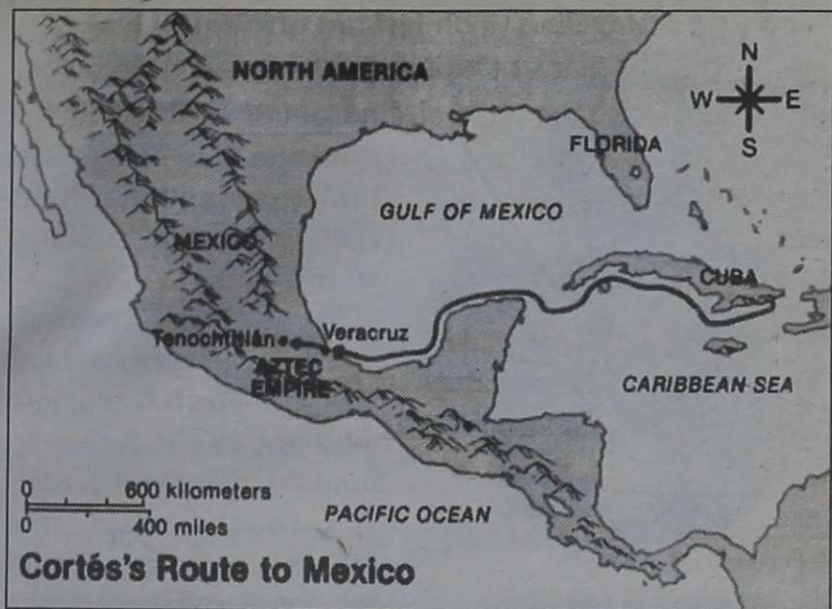 NORTH AMERICA
N
W
E
S
FLORIDA
GULF OF MEXICO
MEXICO
CUBA
Tenochtitlán
Veracruz
AZTEC
EMPIRE
CARIBBEAN SEA
0 600 kilometers
0 400 miles
PACIFIC OCEAN
Cortés's Route to Mexico